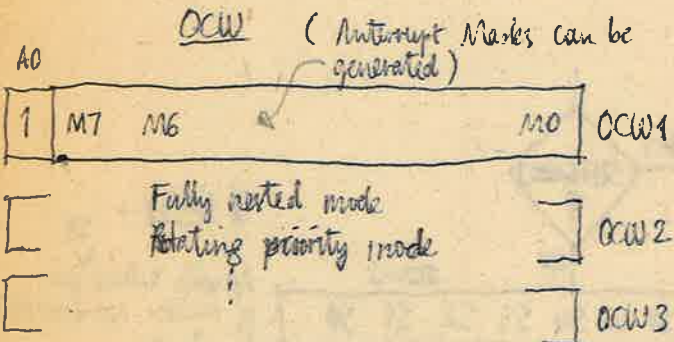 OCW ( Interrupt Masks can be
generated )
A0
1 M7 M6 M0 OCW1
Fully nested mode
Rotating priority mode OCW2
⋮
OCW3